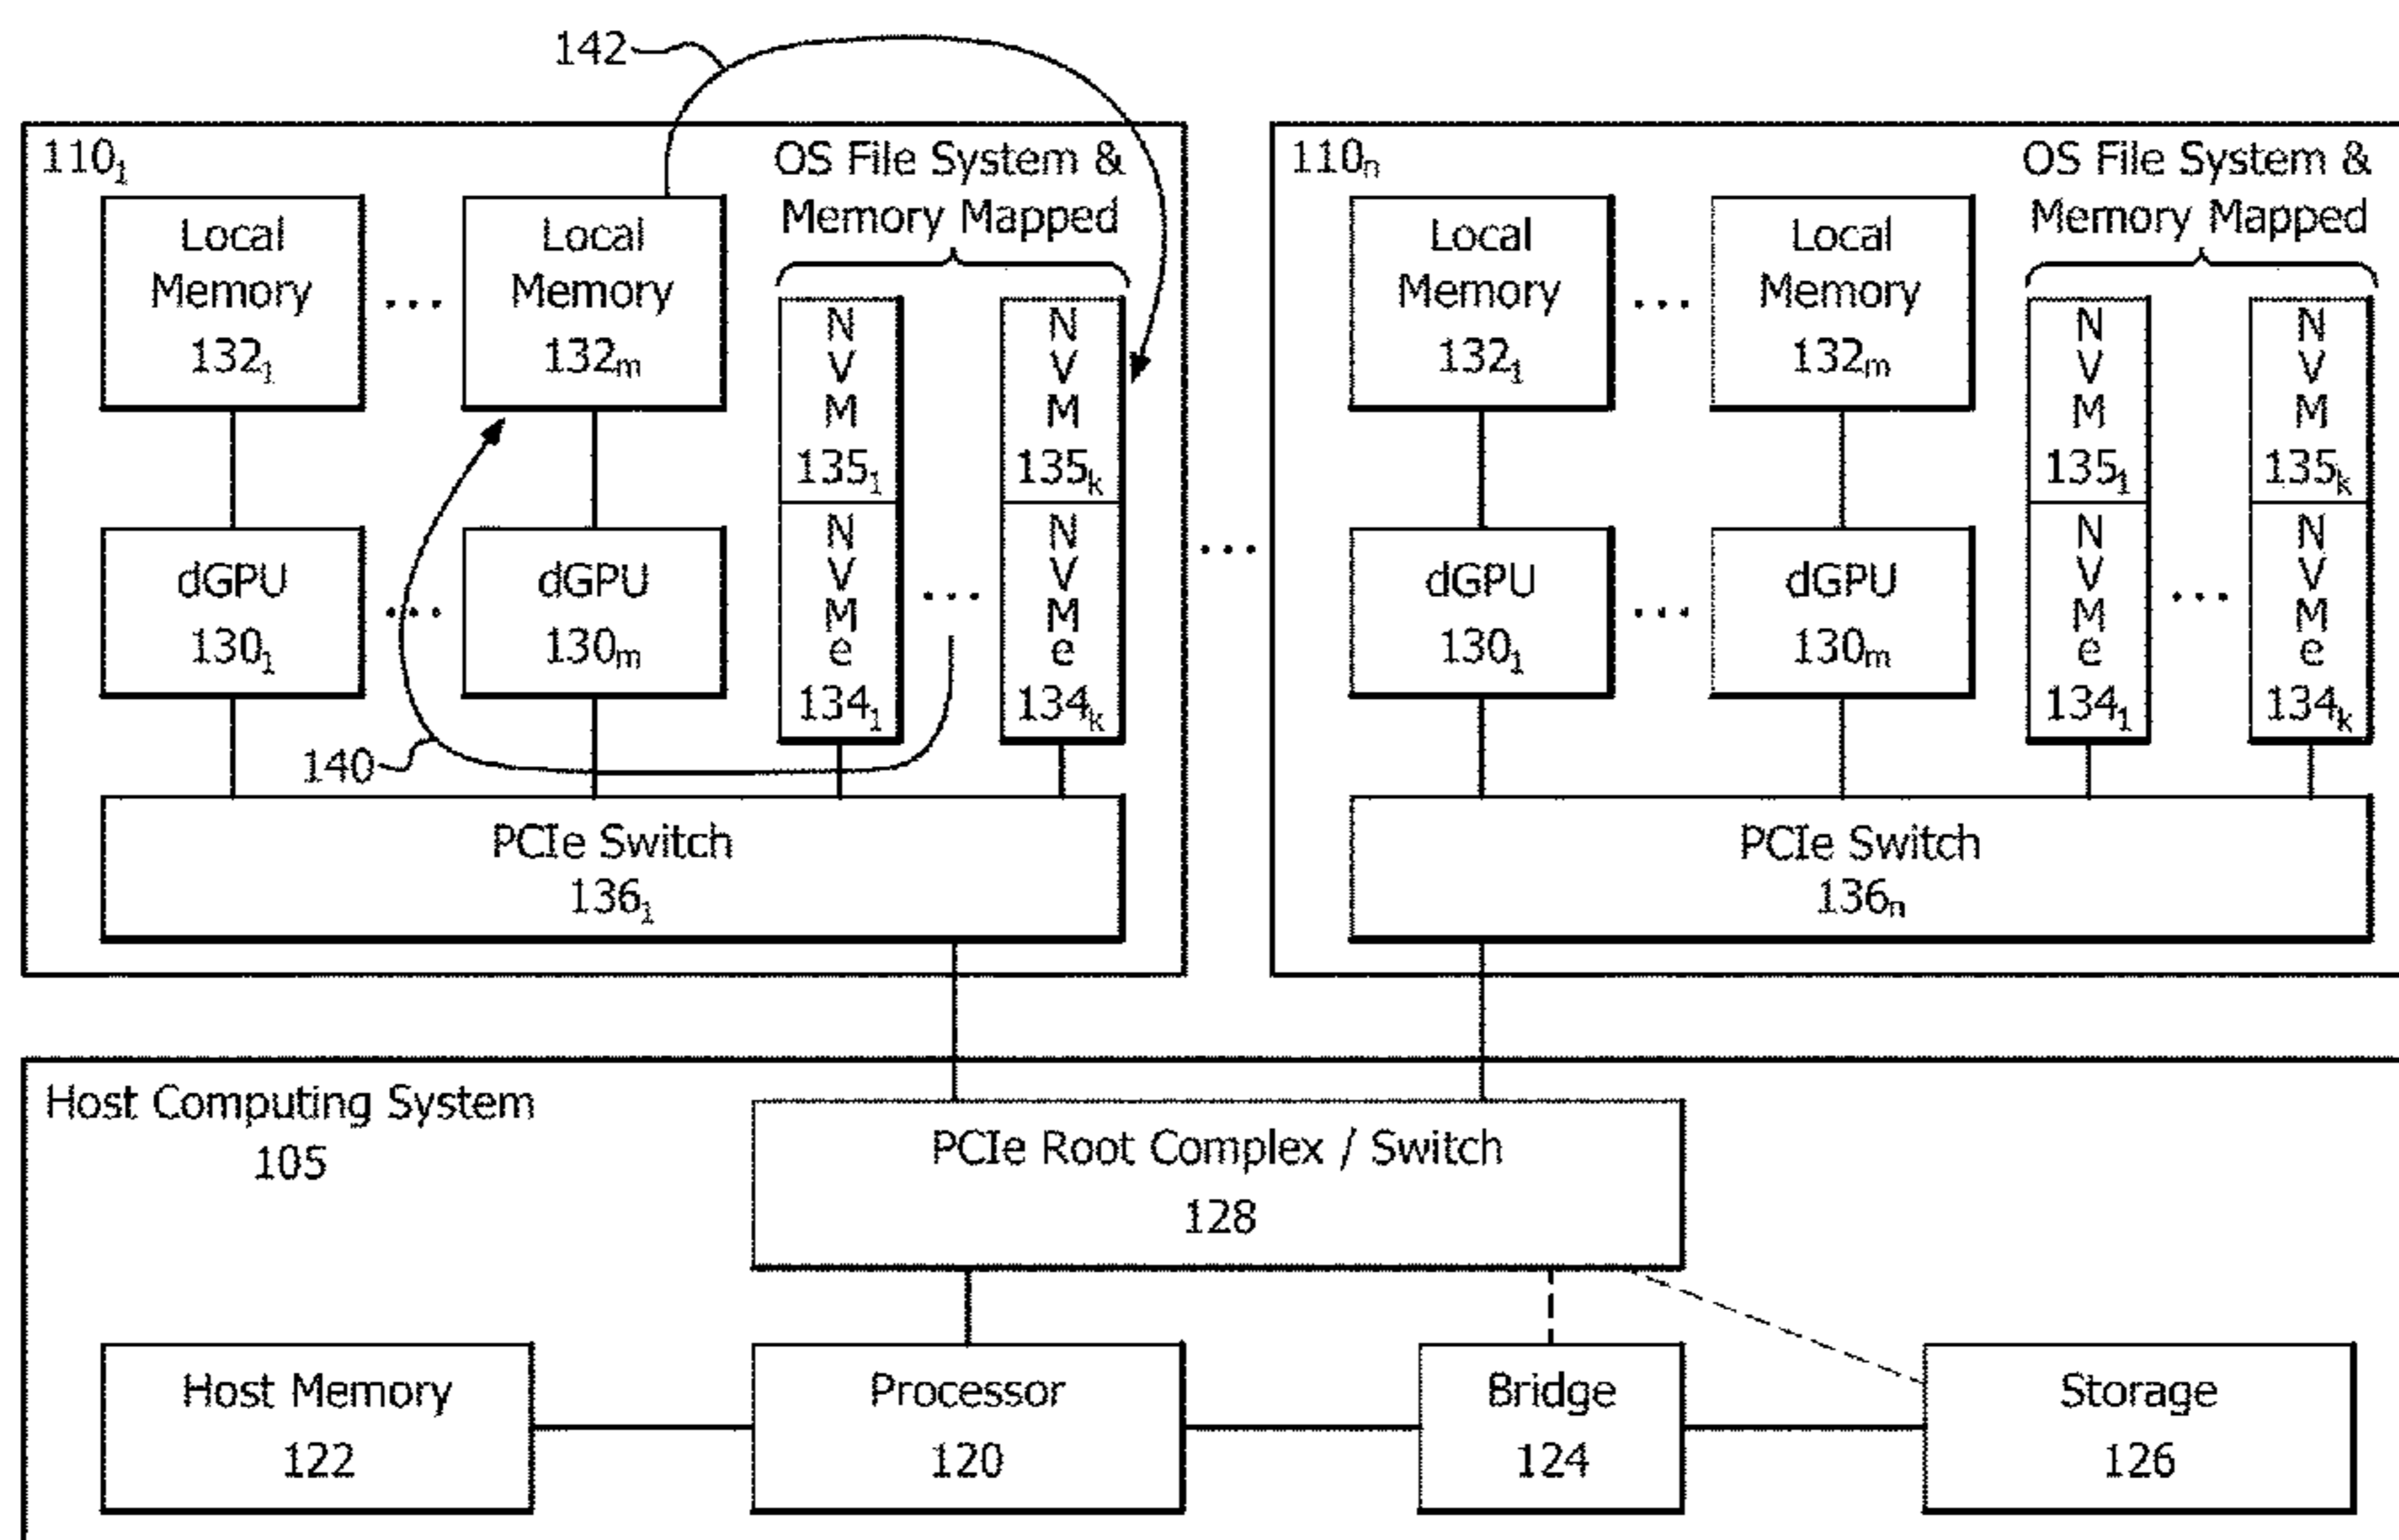 142
110₁
OS File System &
Memory Mapped
Local
Memory
132₁
...
Local
Memory
132ₘ
N
V
M
135₁
N
V
M
135ₖ
dGPU
130₁
...
dGPU
130ₘ
N
V
M
e
134₁
...
N
V
M
e
134ₖ
140
PCIe Switch
136₁
...
110ₙ
OS File System &
Memory Mapped
Local
Memory
132₁
...
Local
Memory
132ₘ
N
V
M
135₁
N
V
M
135ₖ
dGPU
130₁
...
dGPU
130ₘ
N
V
M
e
134₁
...
N
V
M
e
134ₖ
PCIe Switch
136ₙ
Host Computing System
105
PCIe Root Complex / Switch
128
Host Memory
122
Processor
120
Bridge
124
Storage
126